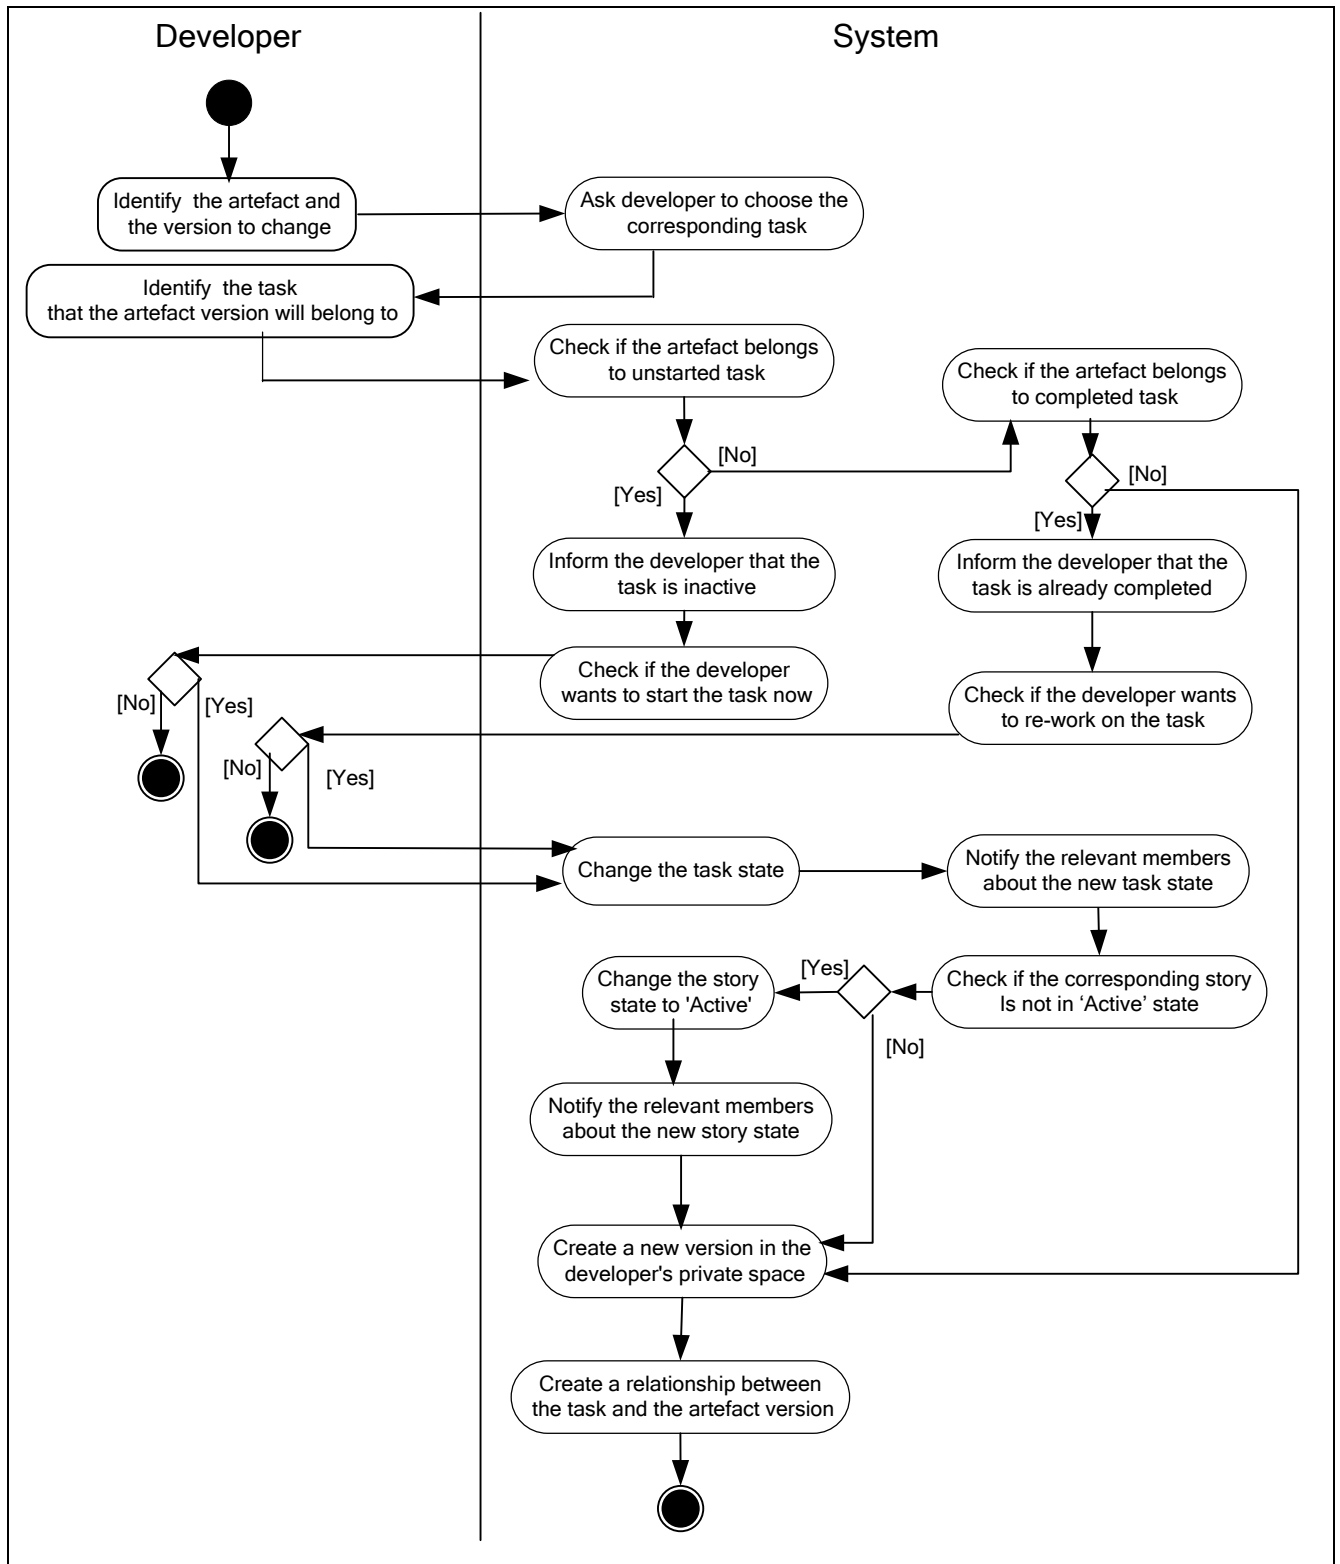 Developer
System
Identify the artefact and
the version to change
Ask developer to choose the
corresponding task
Identify the task
that the artefact version will belong to
Check if the artefact belongs
to unstarted task
Check if the artefact belongs
to completed task
[No]
[Yes]
[No]
[Yes]
Inform the developer that the
task is inactive
Inform the developer that the
task is already completed
Check if the developer
wants to start the task now
Check if the developer wants
to re-work on the task
[No]
[Yes]
[No]
[Yes]
Change the task state
Notify the relevant members
about the new task state
Change the story
state to 'Active'
[Yes]
Check if the corresponding story
Is not in ‘Active’ state
[No]
Notify the relevant members
about the new story state
Create a new version in the
developer's private space
Create a relationship between
the task and the artefact version